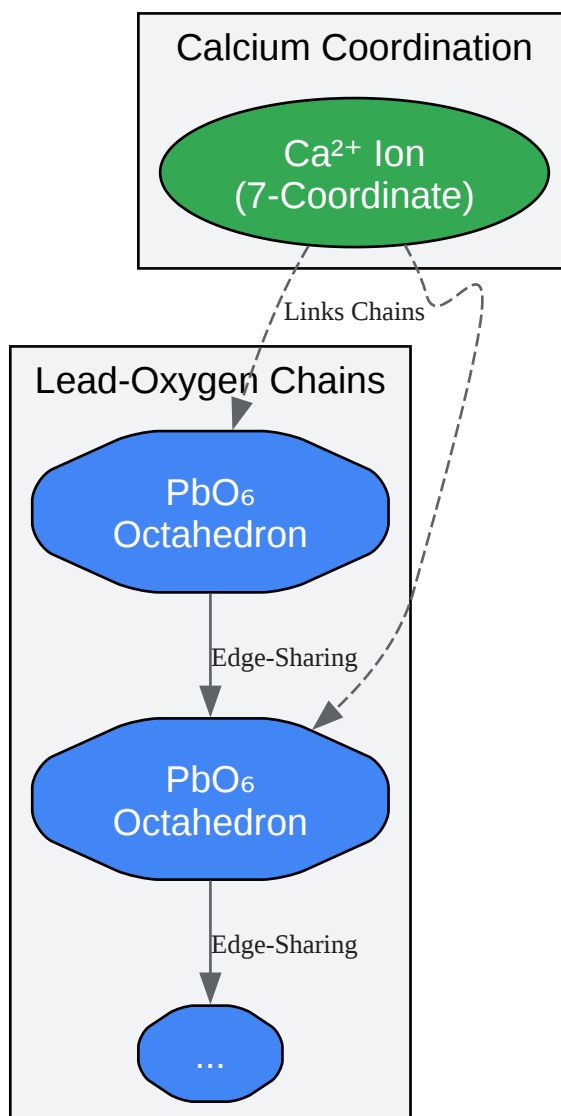 Calcium Coordination
Ca²⁺ Ion
(7-Coordinate)
Links Chains
Lead-Oxygen Chains
PbO₆
Octahedron
Edge-Sharing
PbO₆
Octahedron
Edge-Sharing
...